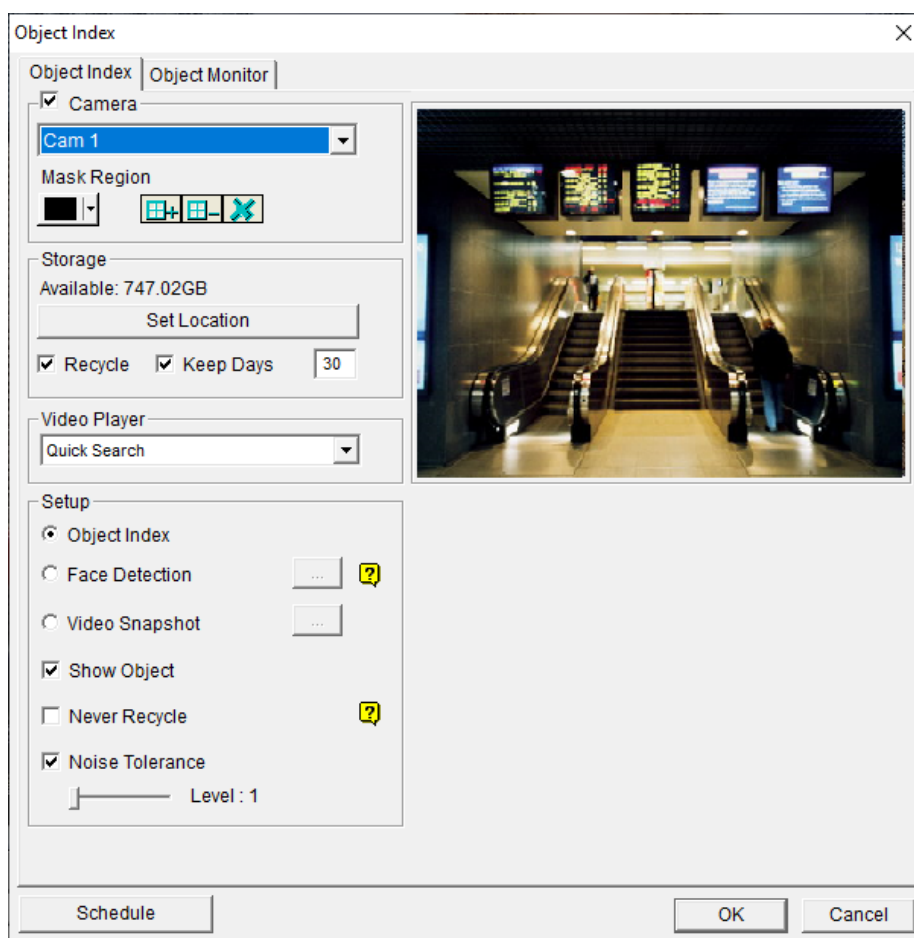 Object Index
Object Index Object Monitor
Camera
Cam 1
Mask Region
Storage
Available: 747.02GB
Set Location
Recycle Keep Days 30
Video Player
Quick Search
Setup
Object Index
Face Detection ... ?
Video Snapshot ...
Show Object
Never Recycle ?
Noise Tolerance
Level : 1
Schedule OK Cancel